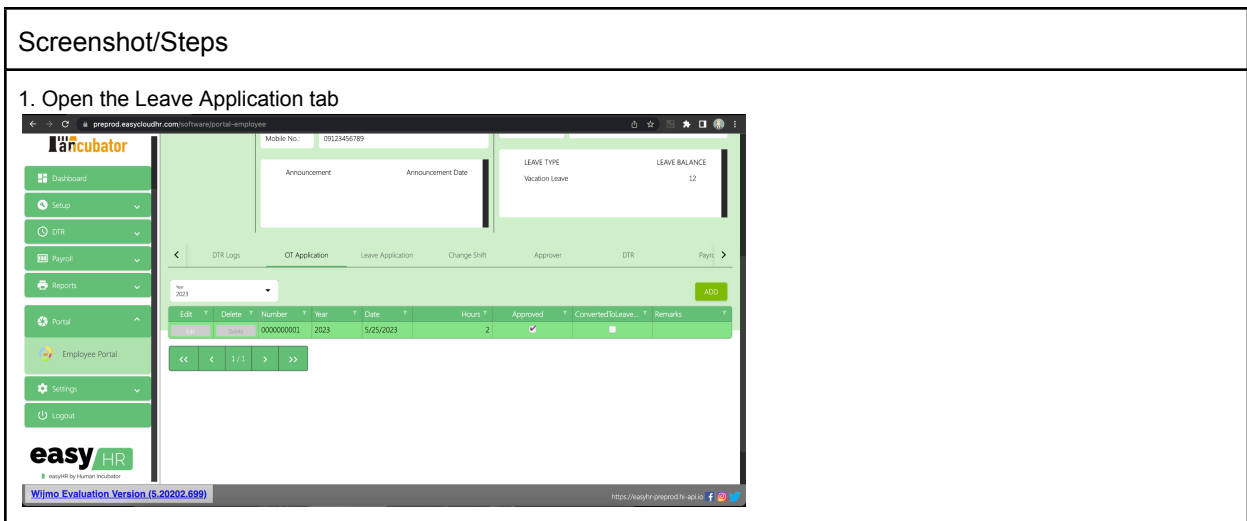 Screenshot/Steps
1. Open the Leave Application tab
preprod.easycloudhr.com/software/portal-employee
ancubator
Mobile No.: 09123456789
Announcement Announcement Date
LEAVE TYPE LEAVE BALANCE
Vacation Leave 12
Dashboard
Setup
DTR
Payroll
Reports
Portal
Employee Portal
Settings
Logout
DTR Logs OT Application Leave Application Change Shift Approver DTR Payro
Year
2023
ADD
Edit Delete Number Year Date Hours Approved ConvertedToLeave... Remarks
Edit Delete 0000000001 2023 5/25/2023 2
<< < 1 / 1 > >>
easy HR
easyHR by Human Incubator
Wijmo Evaluation Version (5.20202.699)
https://easyhr-preprod.hi-api.io